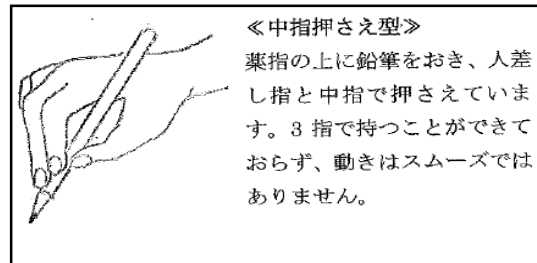 ≪中指押さえ型≫
薬指の上に鉛筆をおき、人差
し指と中指で押さえていま
す。3 指で持つことができて
おらず、動きはスムーズでは
ありません。